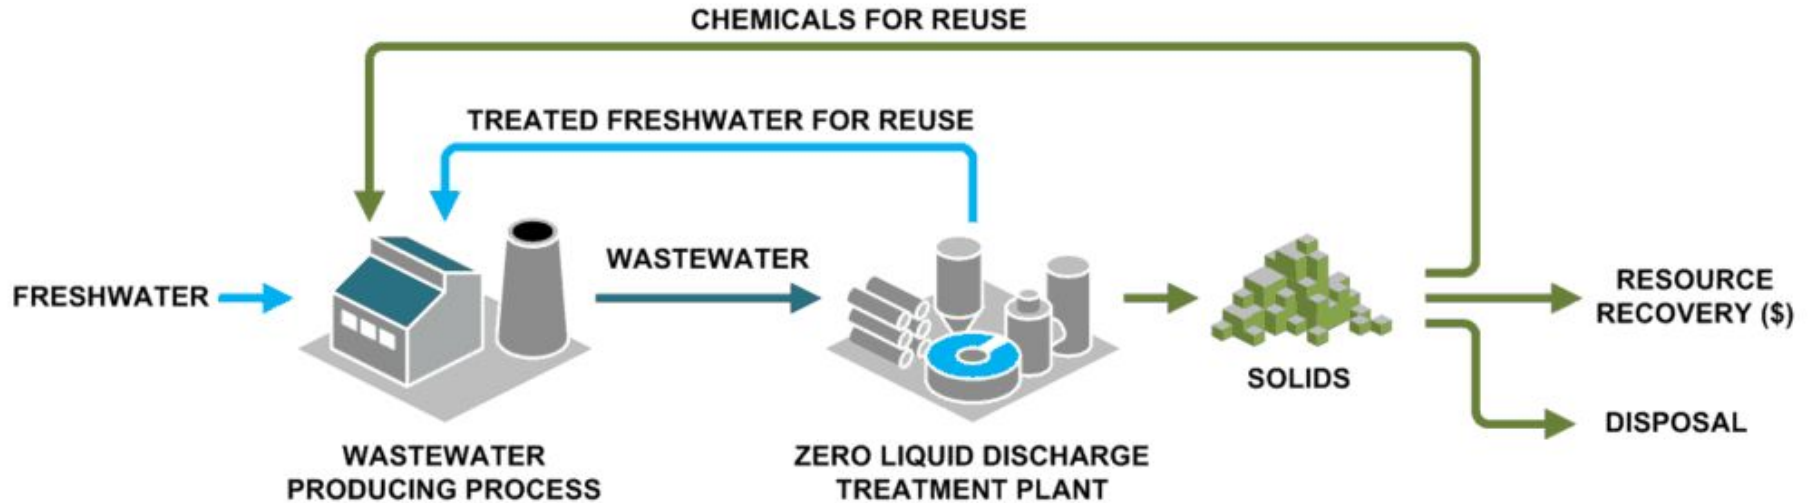 CHEMICALS FOR REUSE
TREATED FRESHWATER FOR REUSE
FRESHWATER
WASTEWATER
RESOURCE
RECOVERY ($)
SOLIDS
DISPOSAL
WASTEWATER
PRODUCING PROCESS
ZERO LIQUID DISCHARGE
TREATMENT PLANT